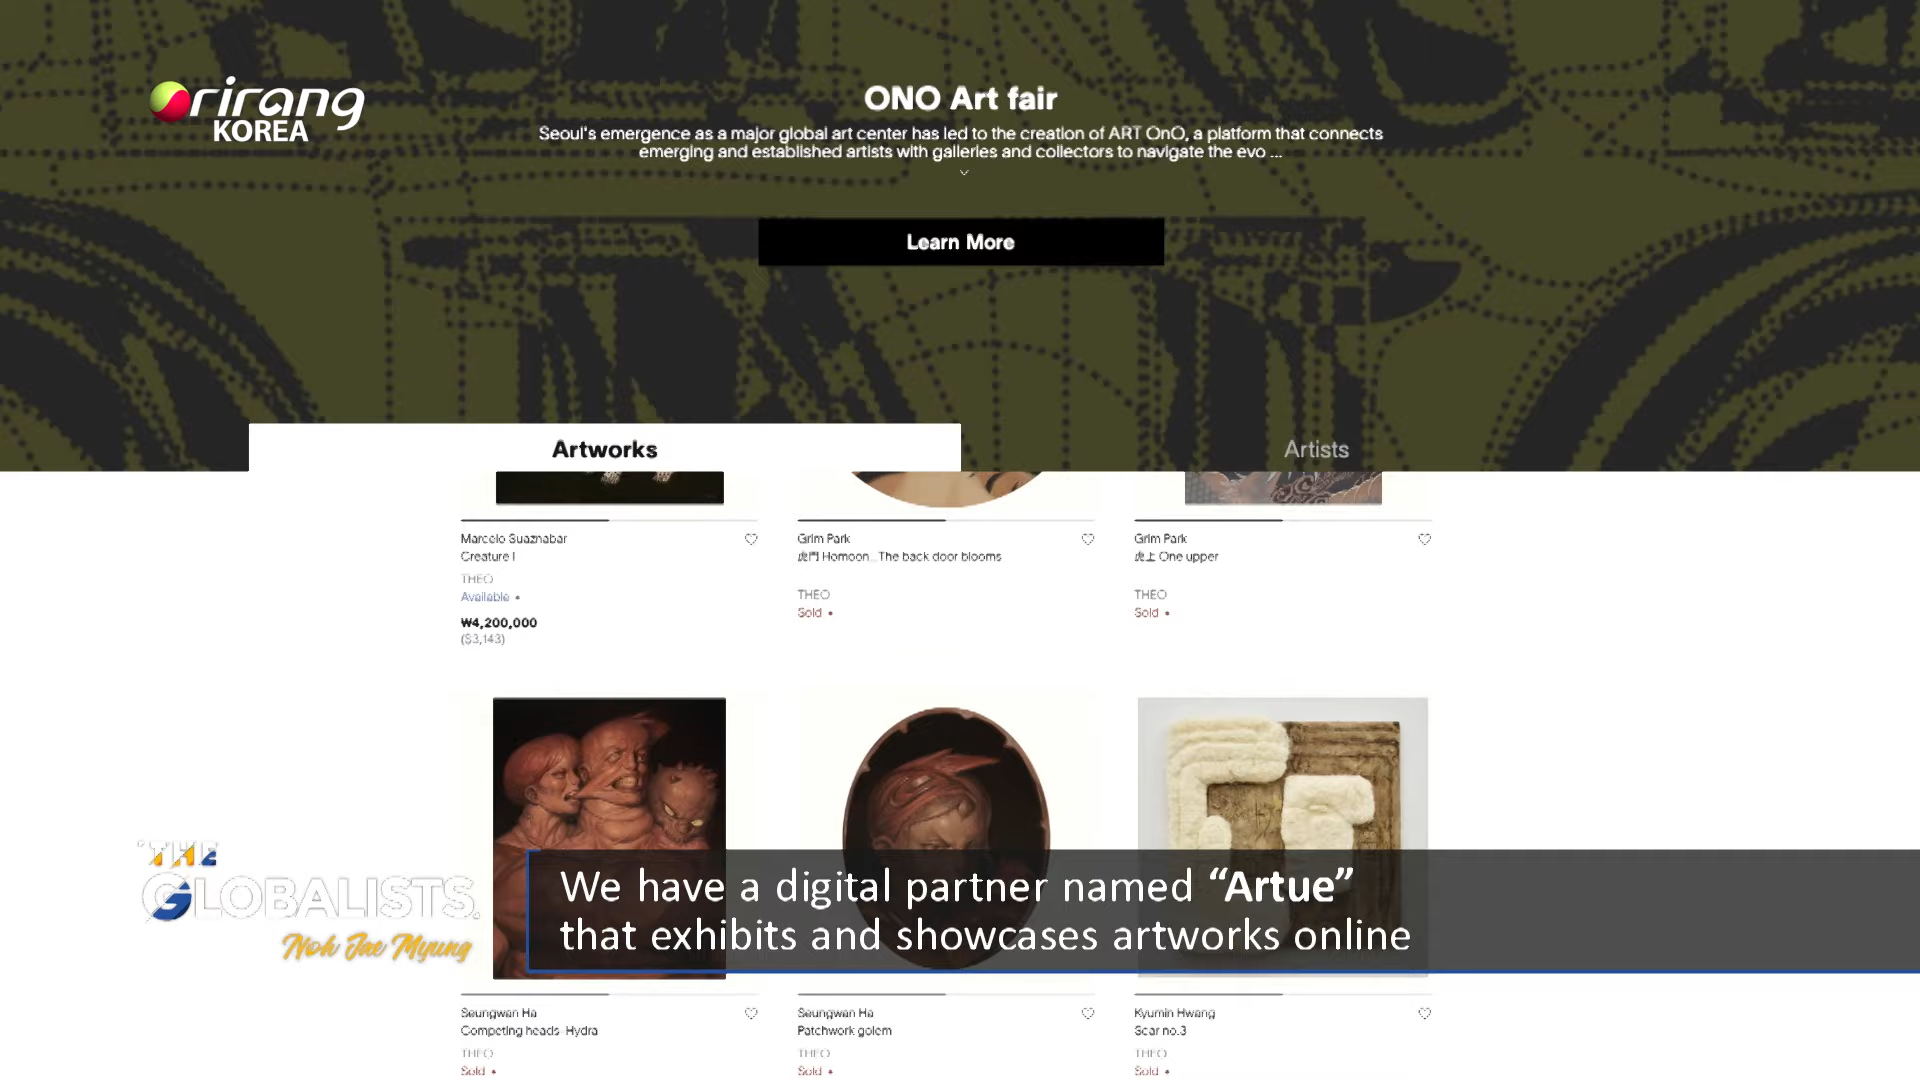 rirang
KOREA
ONO Art fair
Seoul's emergence as a major global art center has led to the creation of ART OnO, a platform that connects
emerging and established artists with galleries and collectors to navigate the evo ...
Learn More
Artworks
Artists
Marcelo Suaznabar
Creature I
THEO
Available
₩4,200,000
($3,143)
Grim Park
虎門 Homoon_The back door blooms
THEO
Sold
Grim Park
虎上 One upper
THEO
Sold
THE
GLOBALISTS
Noh Jae Myung
We have a digital partner named “Artue”
that exhibits and showcases artworks online
Seungwan Ha
Competing heads-Hydra
THEO
Sold
Seungwan Ha
Patchwork golem
THEO
Sold
Kyumin Hwang
Scar no.3
THEO
Sold